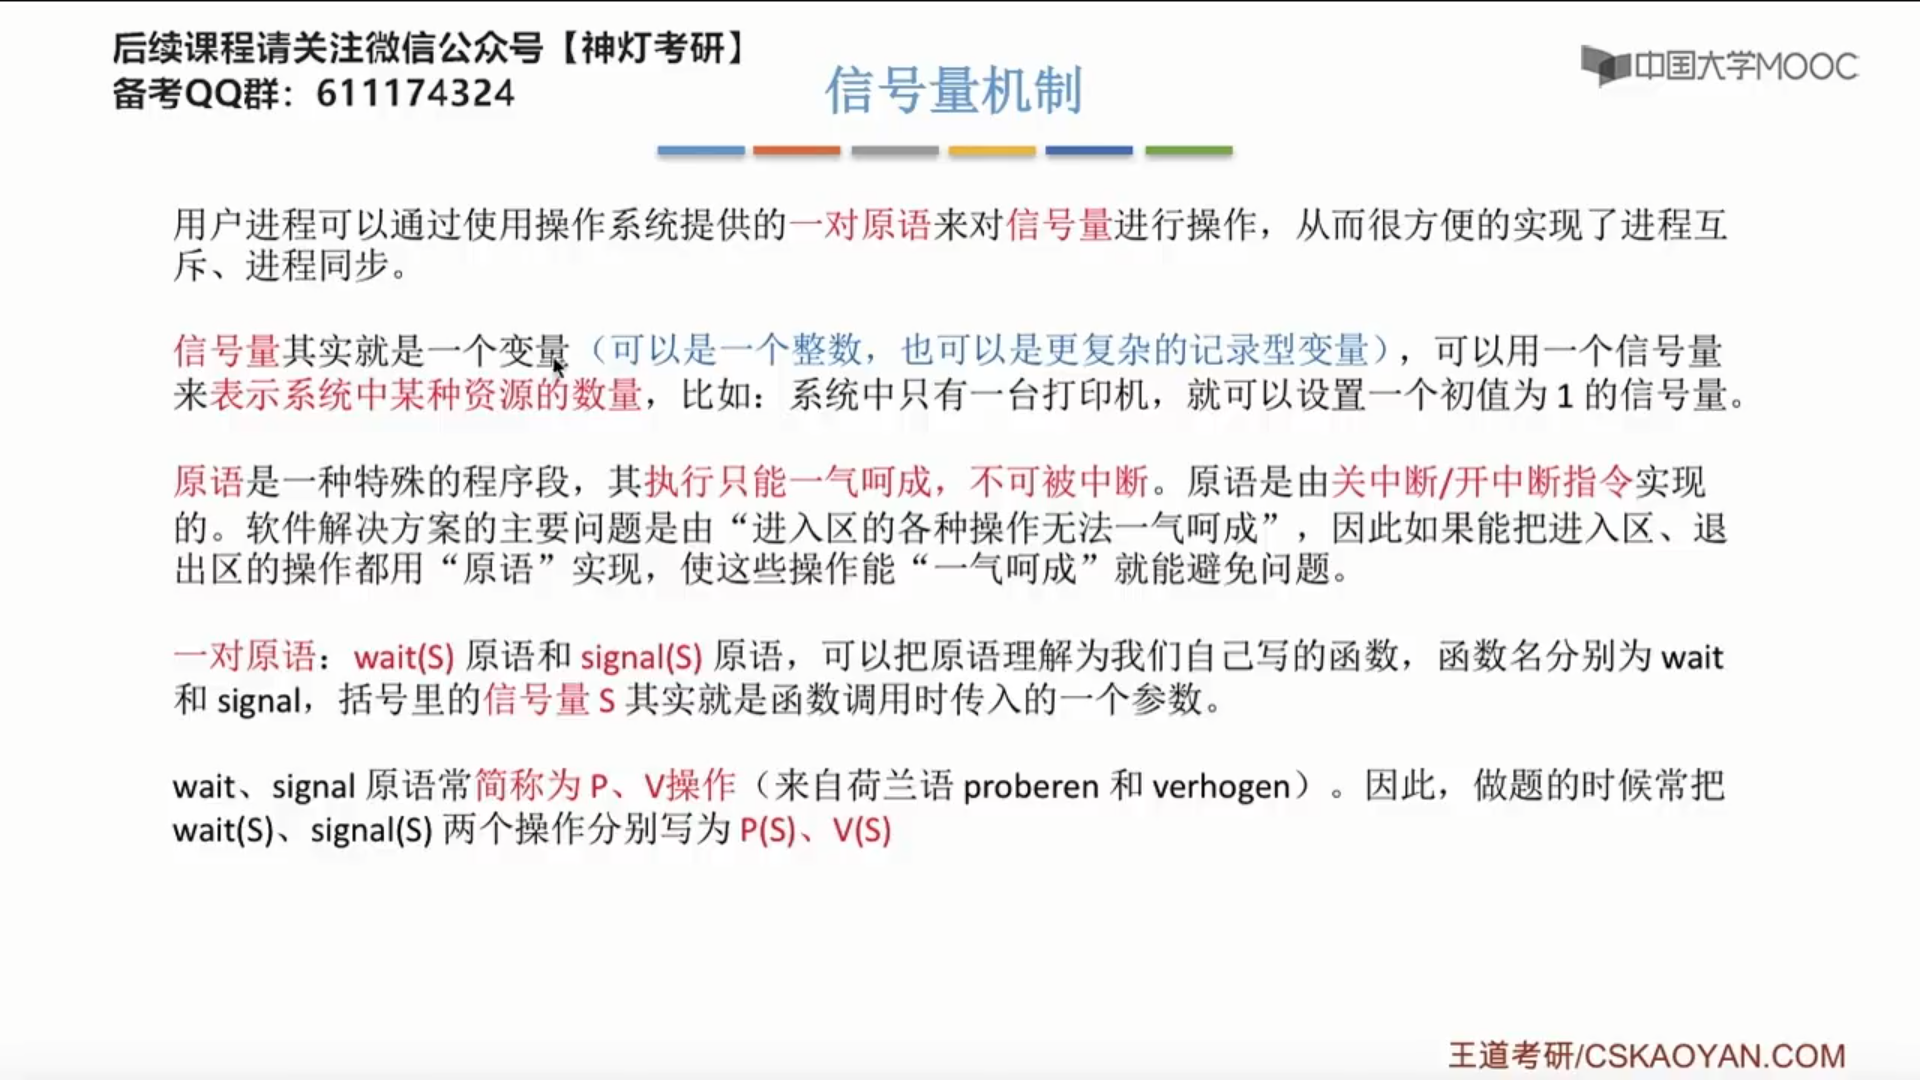 后续课程请关注微信公众号【神灯考研】
备考QQ群：611174324
信号量机制
中国大学MOOC
用户进程可以通过使用操作系统提供的一对原语来对信号量进行操作，从而很方便的实现了进程互
斥、进程同步。
信号量其实就是一个变量（可以是一个整数，也可以是更复杂的记录型变量），可以用一个信号量
来表示系统中某种资源的数量，比如：系统中只有一台打印机，就可以设置一个初值为 1 的信号量。
原语是一种特殊的程序段，其执行只能一气呵成，不可被中断。原语是由关中断/开中断指令实现
的。软件解决方案的主要问题是由“进入区的各种操作无法一气呵成”，因此如果能把进入区、退
出区的操作都用“原语”实现，使这些操作能“一气呵成”就能避免问题。
一对原语：wait(S) 原语和 signal(S) 原语，可以把原语理解为我们自己写的函数，函数名分别为 wait
和 signal，括号里的信号量 S 其实就是函数调用时传入的一个参数。
wait、signal 原语常简称为 P、V操作（来自荷兰语 proberen 和 verhogen）。因此，做题的时候常把
wait(S)、signal(S) 两个操作分别写为 P(S)、V(S)
王道考研/CSKAOYAN.COM